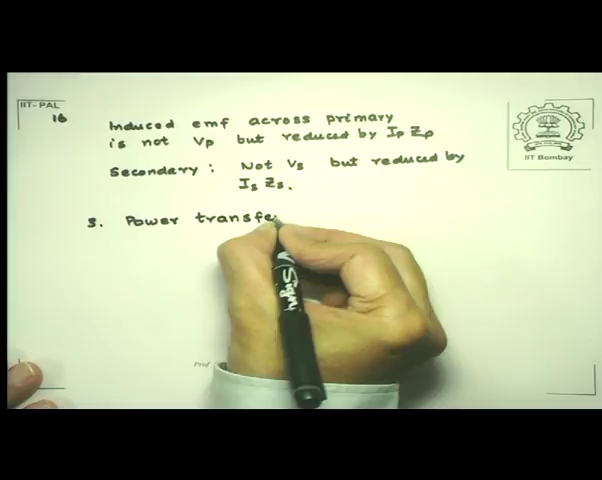 IIT-PAL
16
Induced emf across primary
is not Vp but reduced by Ip Zp
Secondary: Not Vs but reduced by
Is Zs.
3. Power transfe
IIT Bombay
Prof